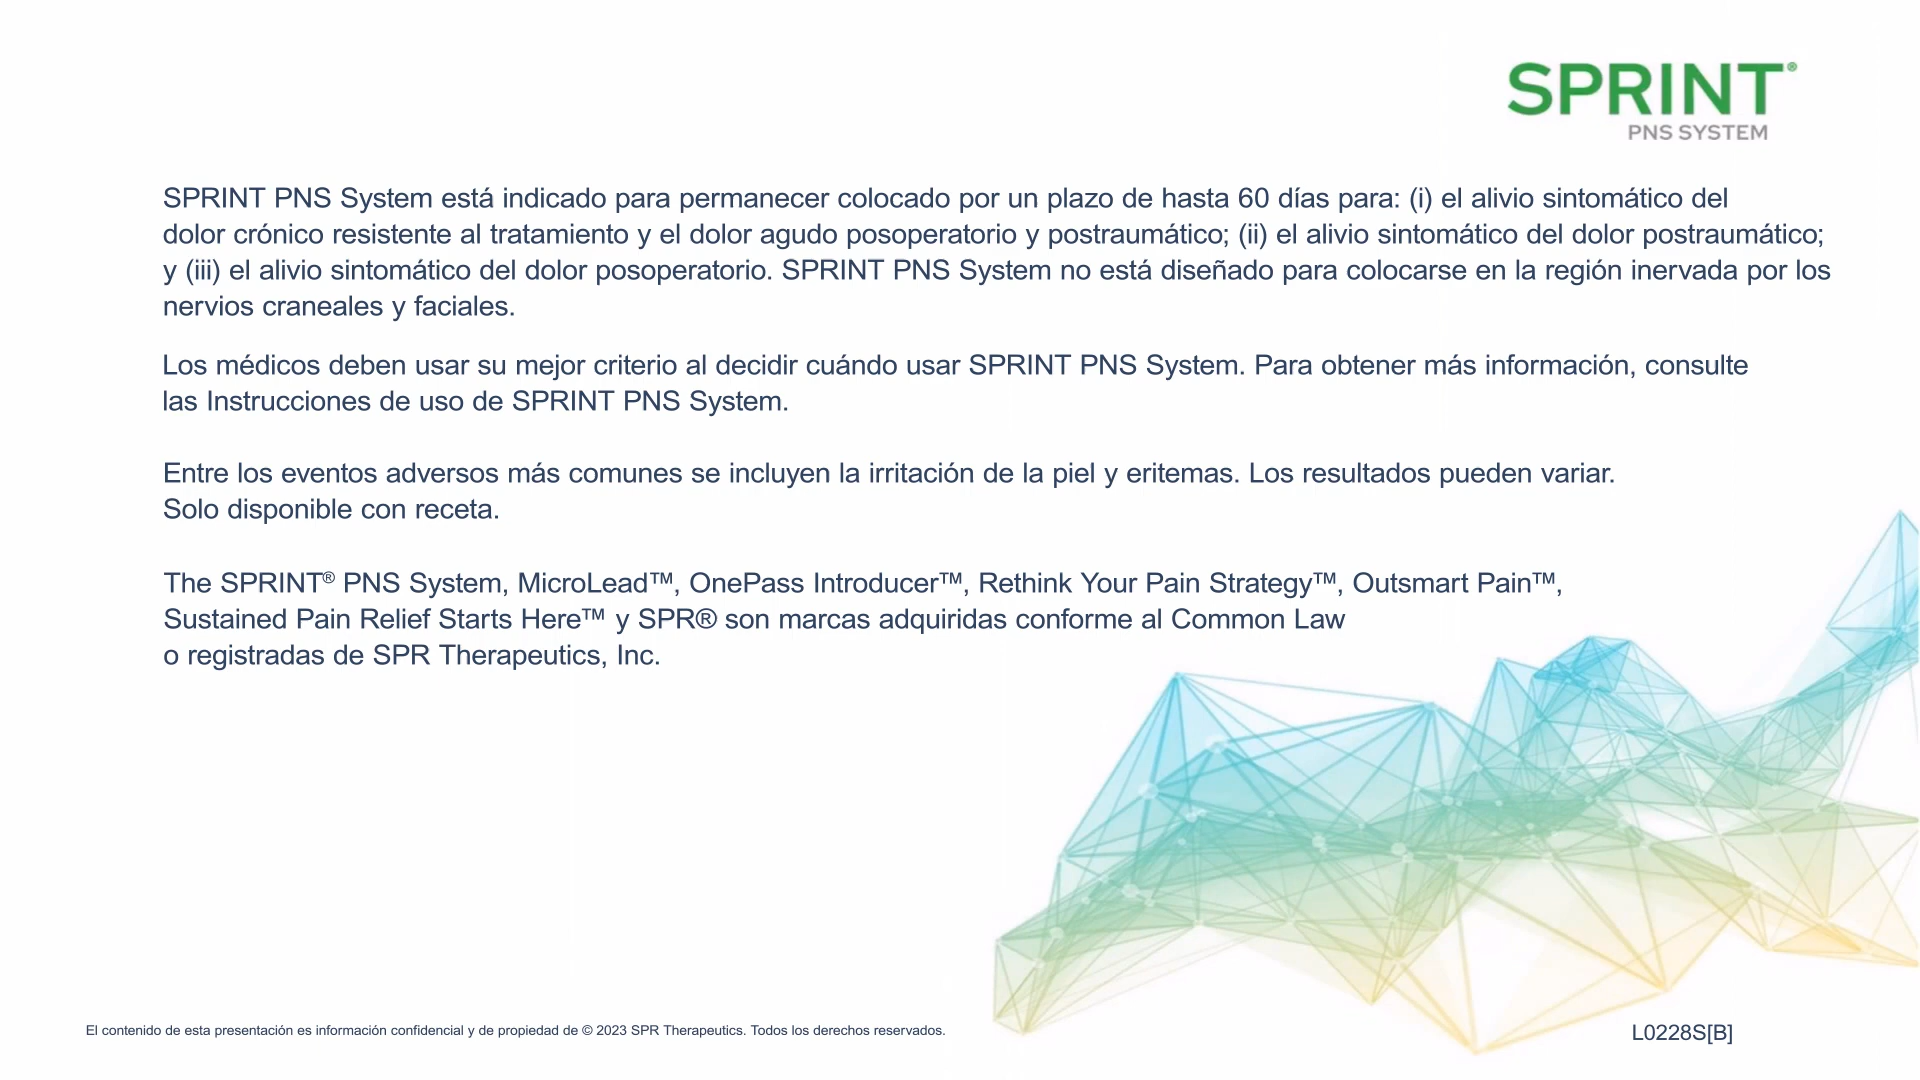 SPRINT®
PNS SYSTEM
SPRINT PNS System está indicado para permanecer colocado por un plazo de hasta 60 días para: (i) el alivio sintomático del
dolor crónico resistente al tratamiento y el dolor agudo posoperatorio y postraumático; (ii) el alivio sintomático del dolor postraumático;
y (iii) el alivio sintomático del dolor posoperatorio. SPRINT PNS System no está diseñado para colocarse en la región inervada por los
nervios craneales y faciales.
Los médicos deben usar su mejor criterio al decidir cuándo usar SPRINT PNS System. Para obtener más información, consulte
las Instrucciones de uso de SPRINT PNS System.
Entre los eventos adversos más comunes se incluyen la irritación de la piel y eritemas. Los resultados pueden variar.
Solo disponible con receta.
The SPRINT® PNS System, MicroLead™, OnePass Introducer™, Rethink Your Pain Strategy™, Outsmart Pain™,
Sustained Pain Relief Starts Here™ y SPR® son marcas adquiridas conforme al Common Law
o registradas de SPR Therapeutics, Inc.
El contenido de esta presentación es información confidencial y de propiedad de © 2023 SPR Therapeutics. Todos los derechos reservados.
L0228S[B]